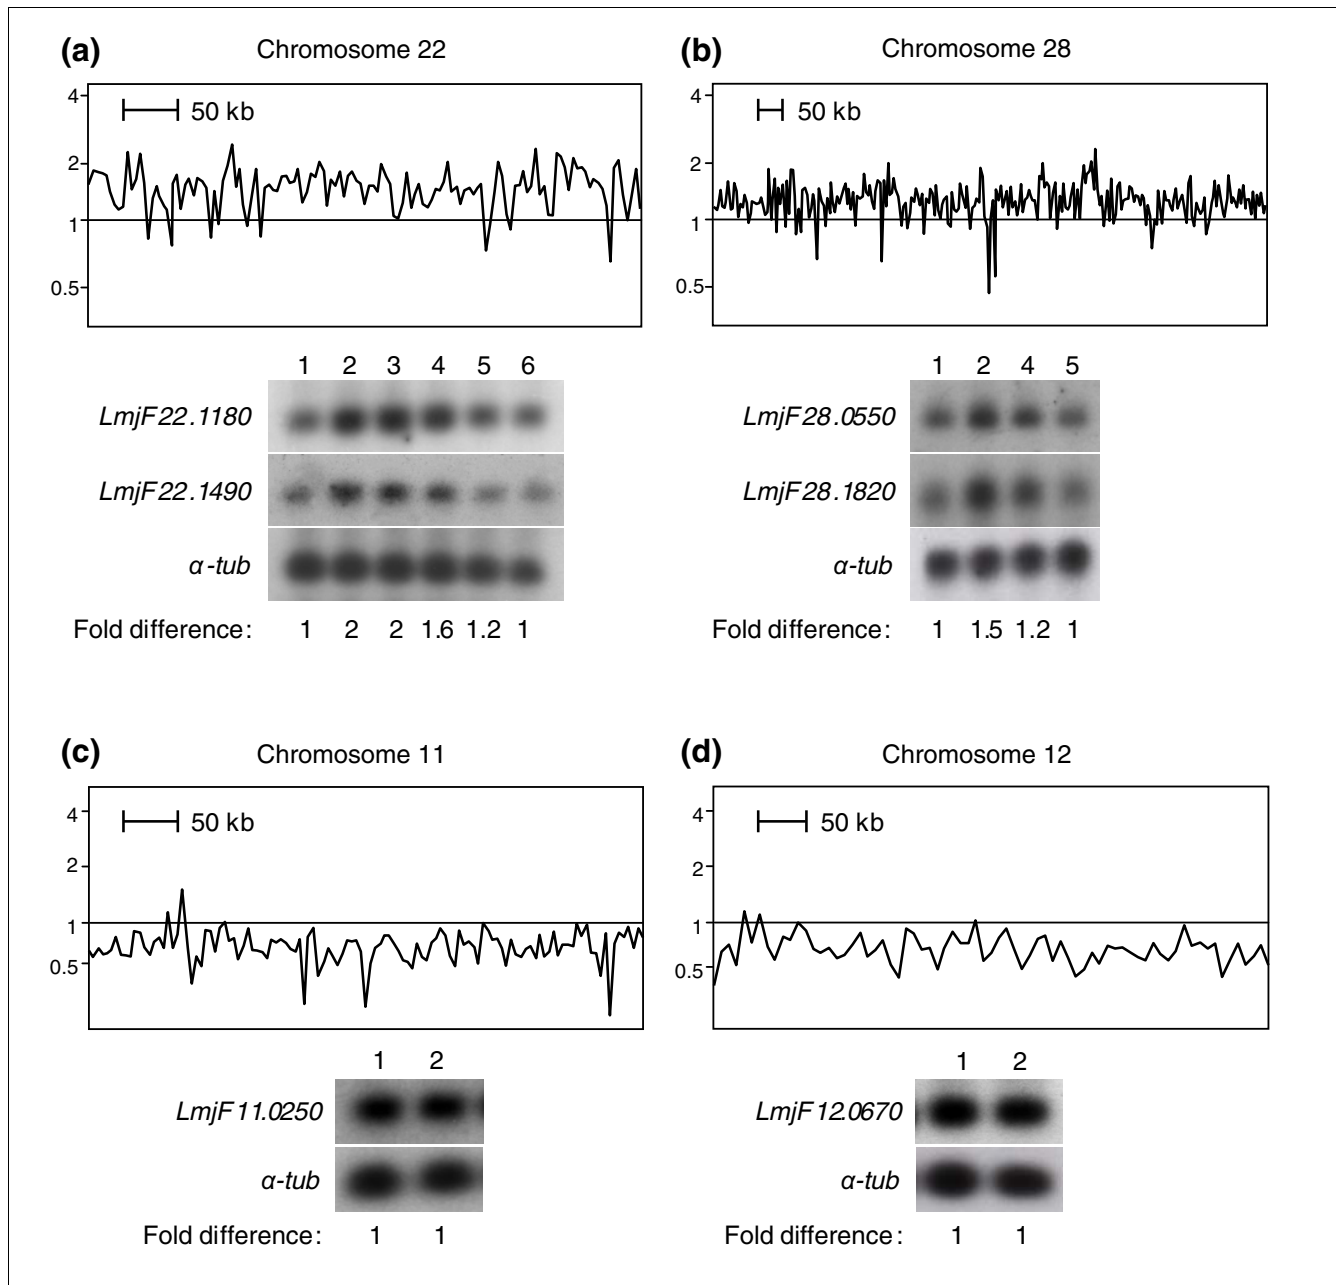 (a) Chromosome 22
4
50 kb
2
1
0.5
1 2 3 4 5 6
LmjF22.1180
LmjF22.1490
α-tub
Fold difference: 1 2 2 1.6 1.2 1
(b) Chromosome 28
4
50 kb
2
1
0.5
1 2 4 5
LmjF28.0550
LmjF28.1820
α-tub
Fold difference: 1 1.5 1.2 1
(c) Chromosome 11
4
50 kb
2
1
0.5
1 2
LmjF11.0250
α-tub
Fold difference: 1 1
(d) Chromosome 12
4
50 kb
2
1
0.5
1 2
LmjF12.0670
α-tub
Fold difference: 1 1